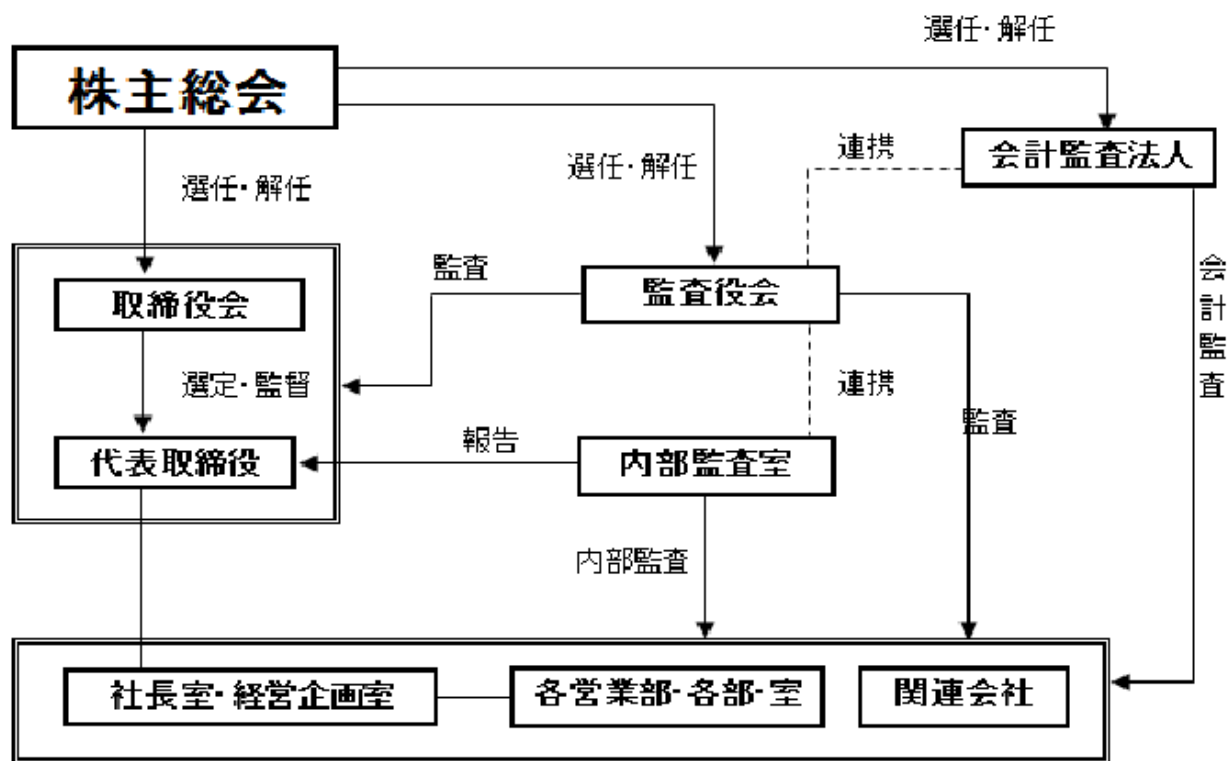 選任・解任
株主総会
連携
会計監査法人
選任・解任
選任・解任
監査
監査役会
会計監査
取締役会
選定・監督
連携
報告
監査
代表取締役
内部監査室
内部監査
社長室・経営企画室
各営業部・各部・室
関連会社